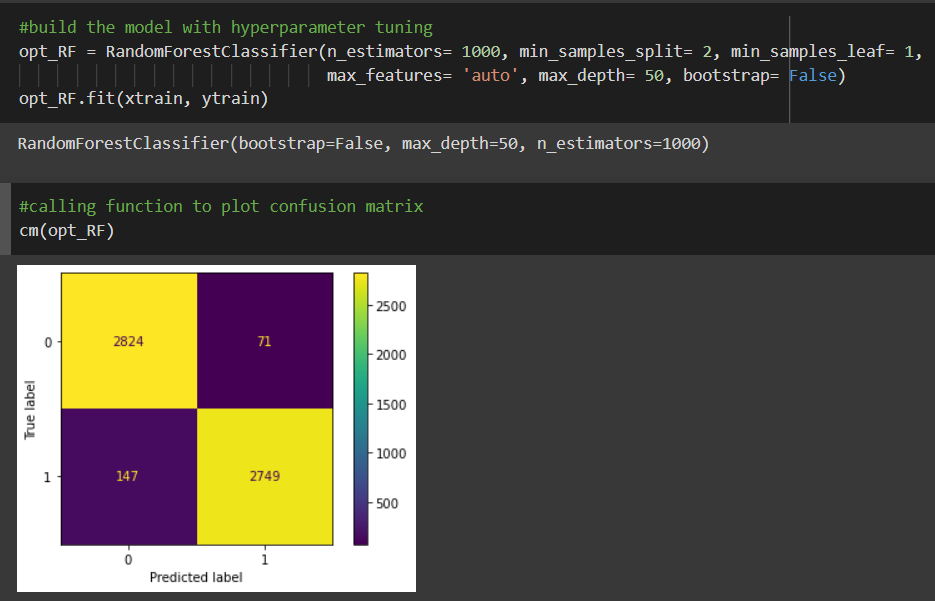 #build the model with hyperparameter tuning
opt_RF = RandomForestClassifier(n_estimators= 1000, min_samples_split= 2, min_samples_leaf= 1,
max_features= 'auto', max_depth= 50, bootstrap= False)
opt_RF.fit(xtrain, ytrain)
RandomForestClassifier(bootstrap=False, max_depth=50, n_estimators=1000)
#calling function to plot confusion matrix
cm(opt_RF)
2500
0 2824 71
2000
True label
1500
1000
1 147 2749
500
0 1
Predicted label